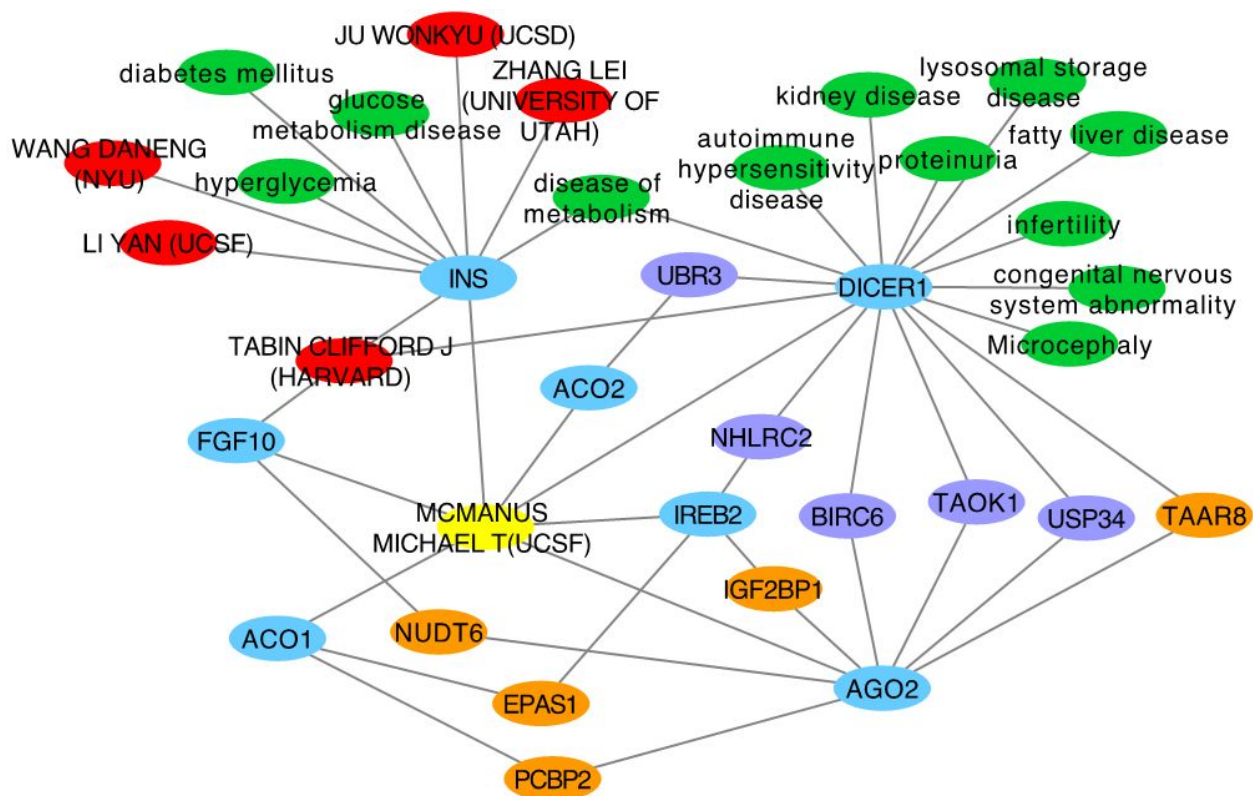 JU WONKYU (UCSD)
diabetes mellitus
ZHANG LEI
(UNIVERSITY OF
UTAH)
glucose
metabolism disease
WANG DANENG
(NYU)
hyperglycemia
disease of
metabolism
LI YAN (UCSF)
INS
lysosomal storage
disease
kidney disease
fatty liver disease
autoimmune
hypersensitivity
disease
proteinuria
infertility
congenital nervous
system abnormality
Microcephaly
UBR3
DICER1
TABIN CLIFFORD J
(HARVARD)
ACO2
FGF10
NHLRC2
MCMANUS
MICHAEL T(UCSF)
IREB2
BIRC6
TAOK1
USP34
TAAR8
IGF2BP1
ACO1
NUDT6
EPAS1
AGO2
PCBP2